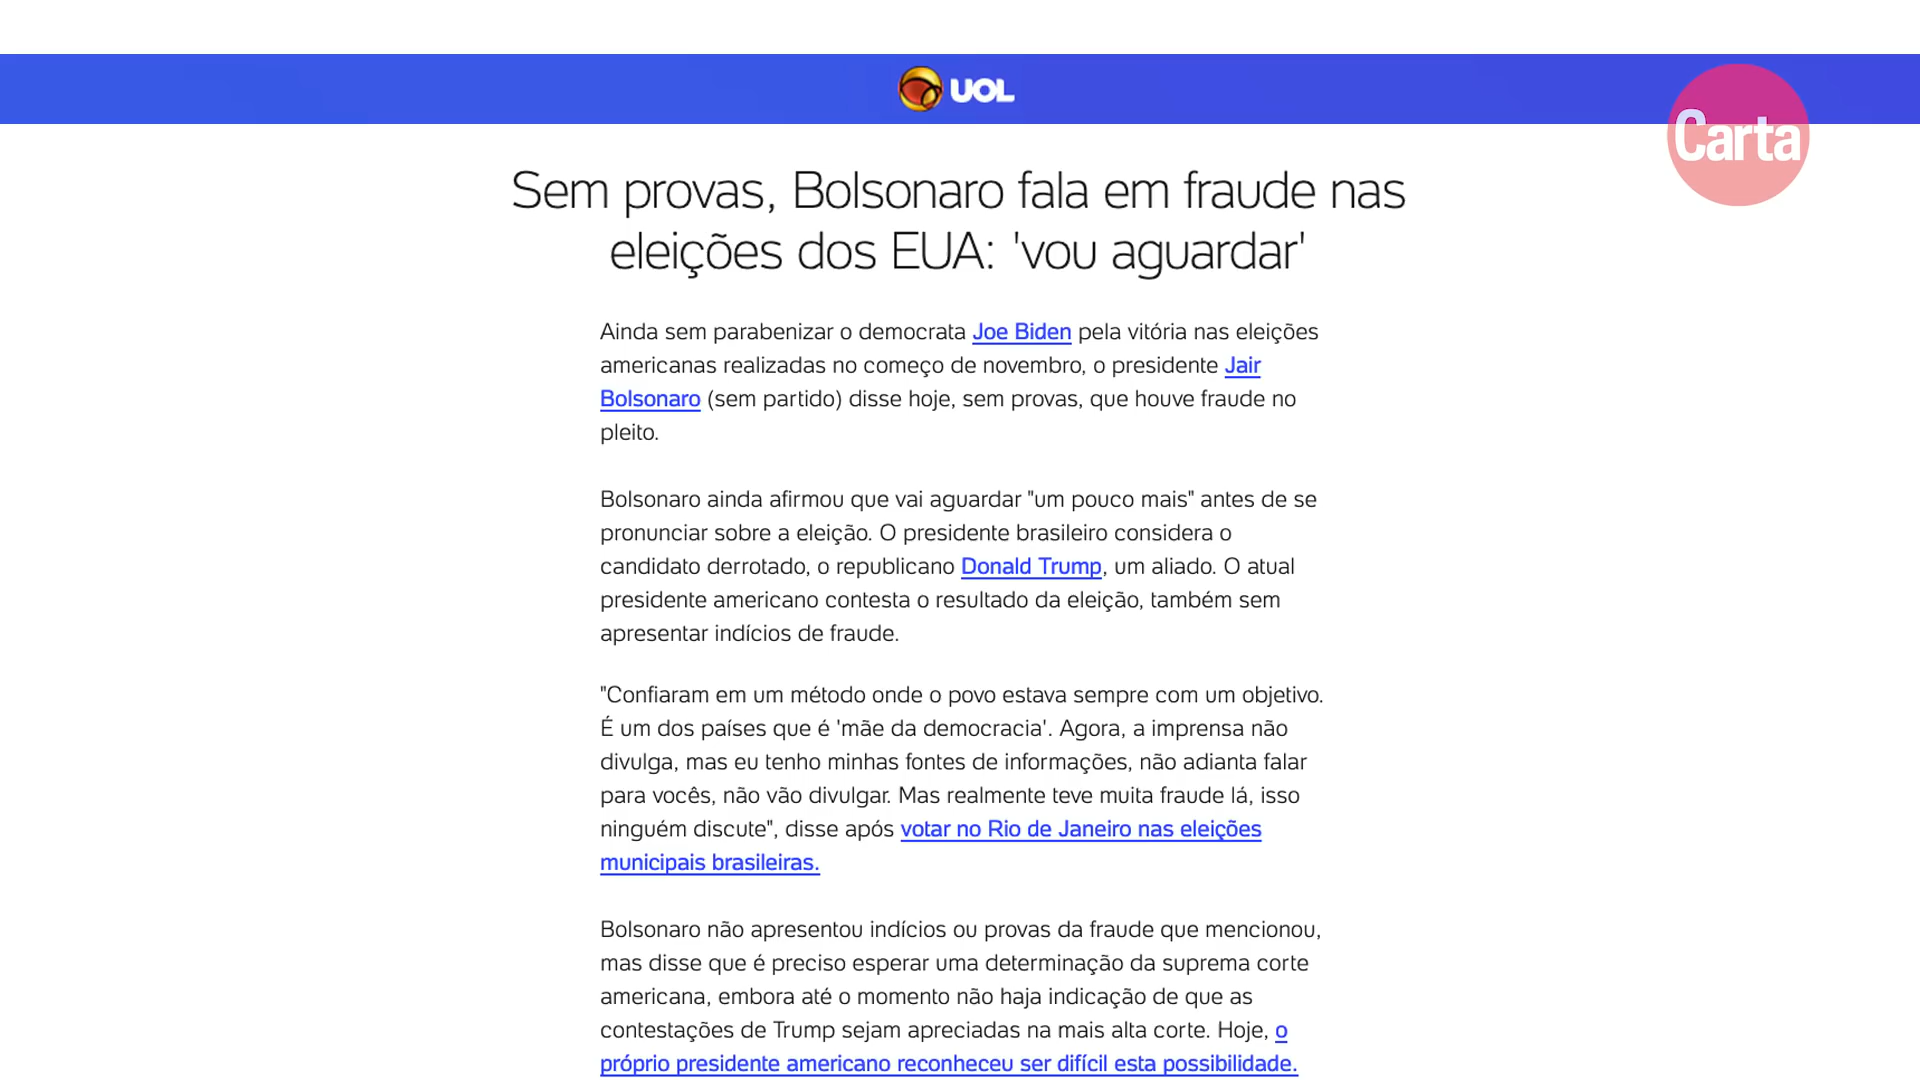 UOL
Carta
Sem provas, Bolsonaro fala em fraude nas
eleições dos EUA: 'vou aguardar'
Ainda sem parabenizar o democrata Joe Biden pela vitória nas eleições
americanas realizadas no começo de novembro, o presidente Jair
Bolsonaro (sem partido) disse hoje, sem provas, que houve fraude no
pleito.
Bolsonaro ainda afirmou que vai aguardar "um pouco mais" antes de se
pronunciar sobre a eleição. O presidente brasileiro considera o
candidato derrotado, o republicano Donald Trump, um aliado. O atual
presidente americano contesta o resultado da eleição, também sem
apresentar indícios de fraude.
"Confiaram em um método onde o povo estava sempre com um objetivo.
É um dos países que é 'mãe da democracia'. Agora, a imprensa não
divulga, mas eu tenho minhas fontes de informações, não adianta falar
para vocês, não vão divulgar. Mas realmente teve muita fraude lá, isso
ninguém discute", disse após votar no Rio de Janeiro nas eleições
municipais brasileiras.
Bolsonaro não apresentou indícios ou provas da fraude que mencionou,
mas disse que é preciso esperar uma determinação da suprema corte
americana, embora até o momento não haja indicação de que as
contestações de Trump sejam apreciadas na mais alta corte. Hoje, o
próprio presidente americano reconheceu ser difícil esta possibilidade.